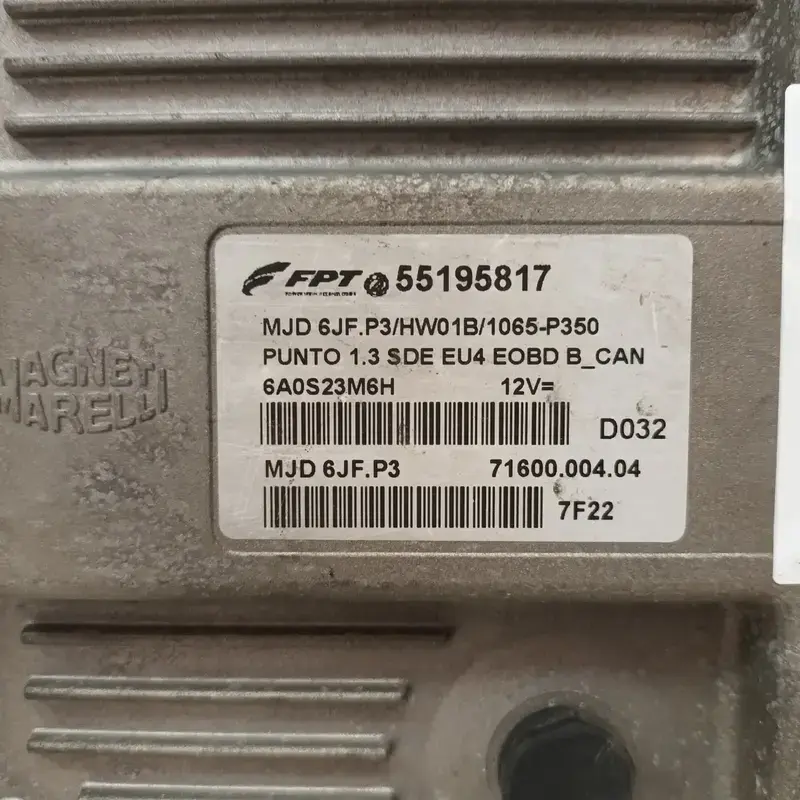 FPT 55195817
MJD 6JF.P3/HW01B/1065-P350
PUNTO 1.3 SDE EU4 EOBD B_CAN
6A0S23M6H 12V=
D032
MAGNETI
MARELLI
MJD 6JF.P3 71600.004.04
7F22